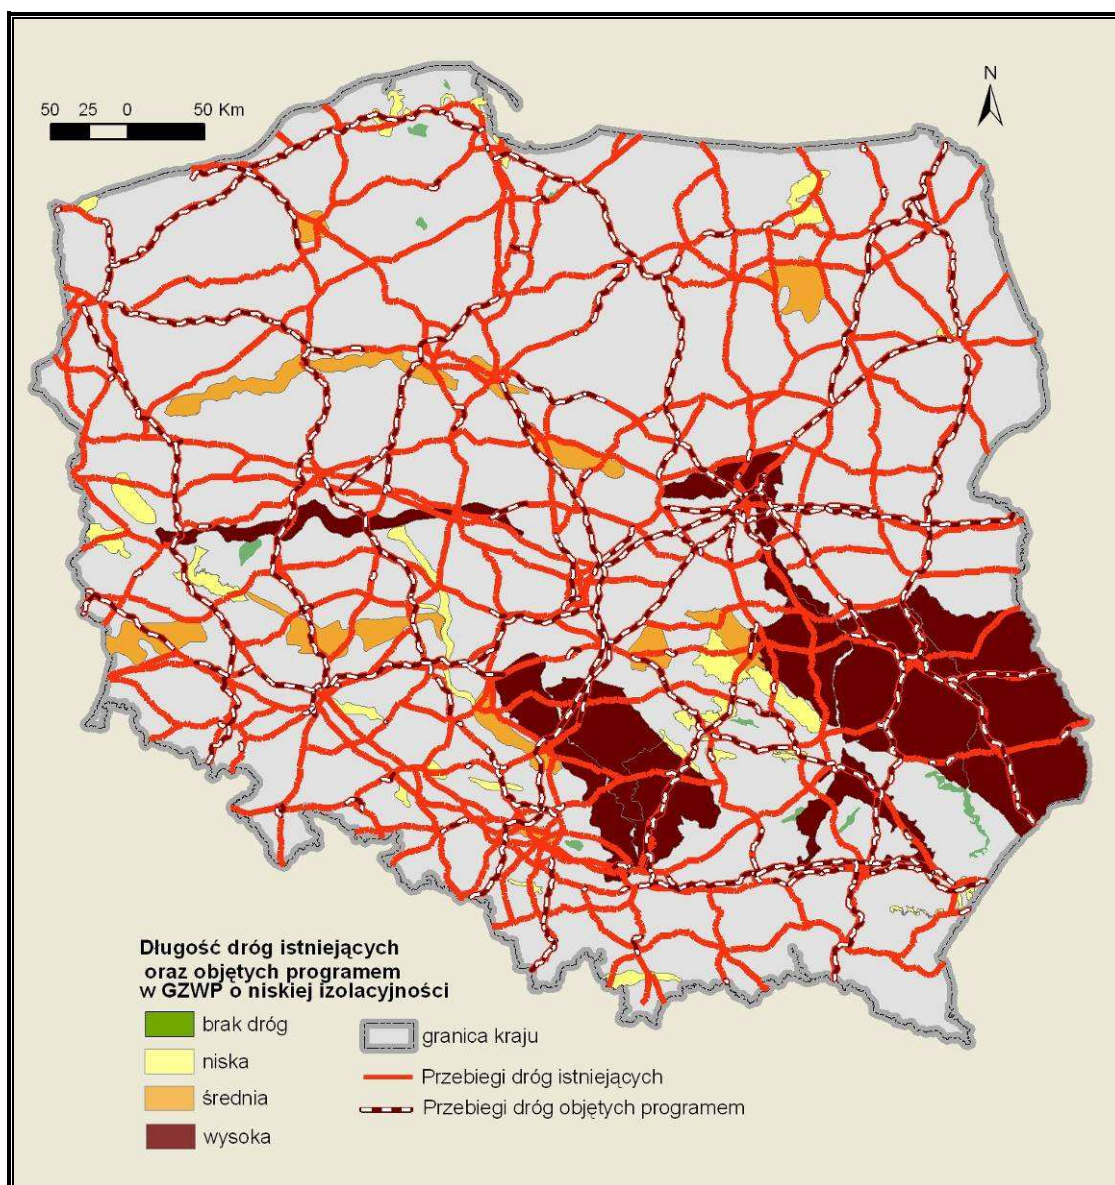 N
50 25 0 50 Km
Długość dróg istniejących
oraz objętych programem
w GZWP o niskiej izolacyjności
brak dróg
niska
średnia
wysoka
granica kraju
Przebiegi dróg istniejących
Przebiegi dróg objętych programem